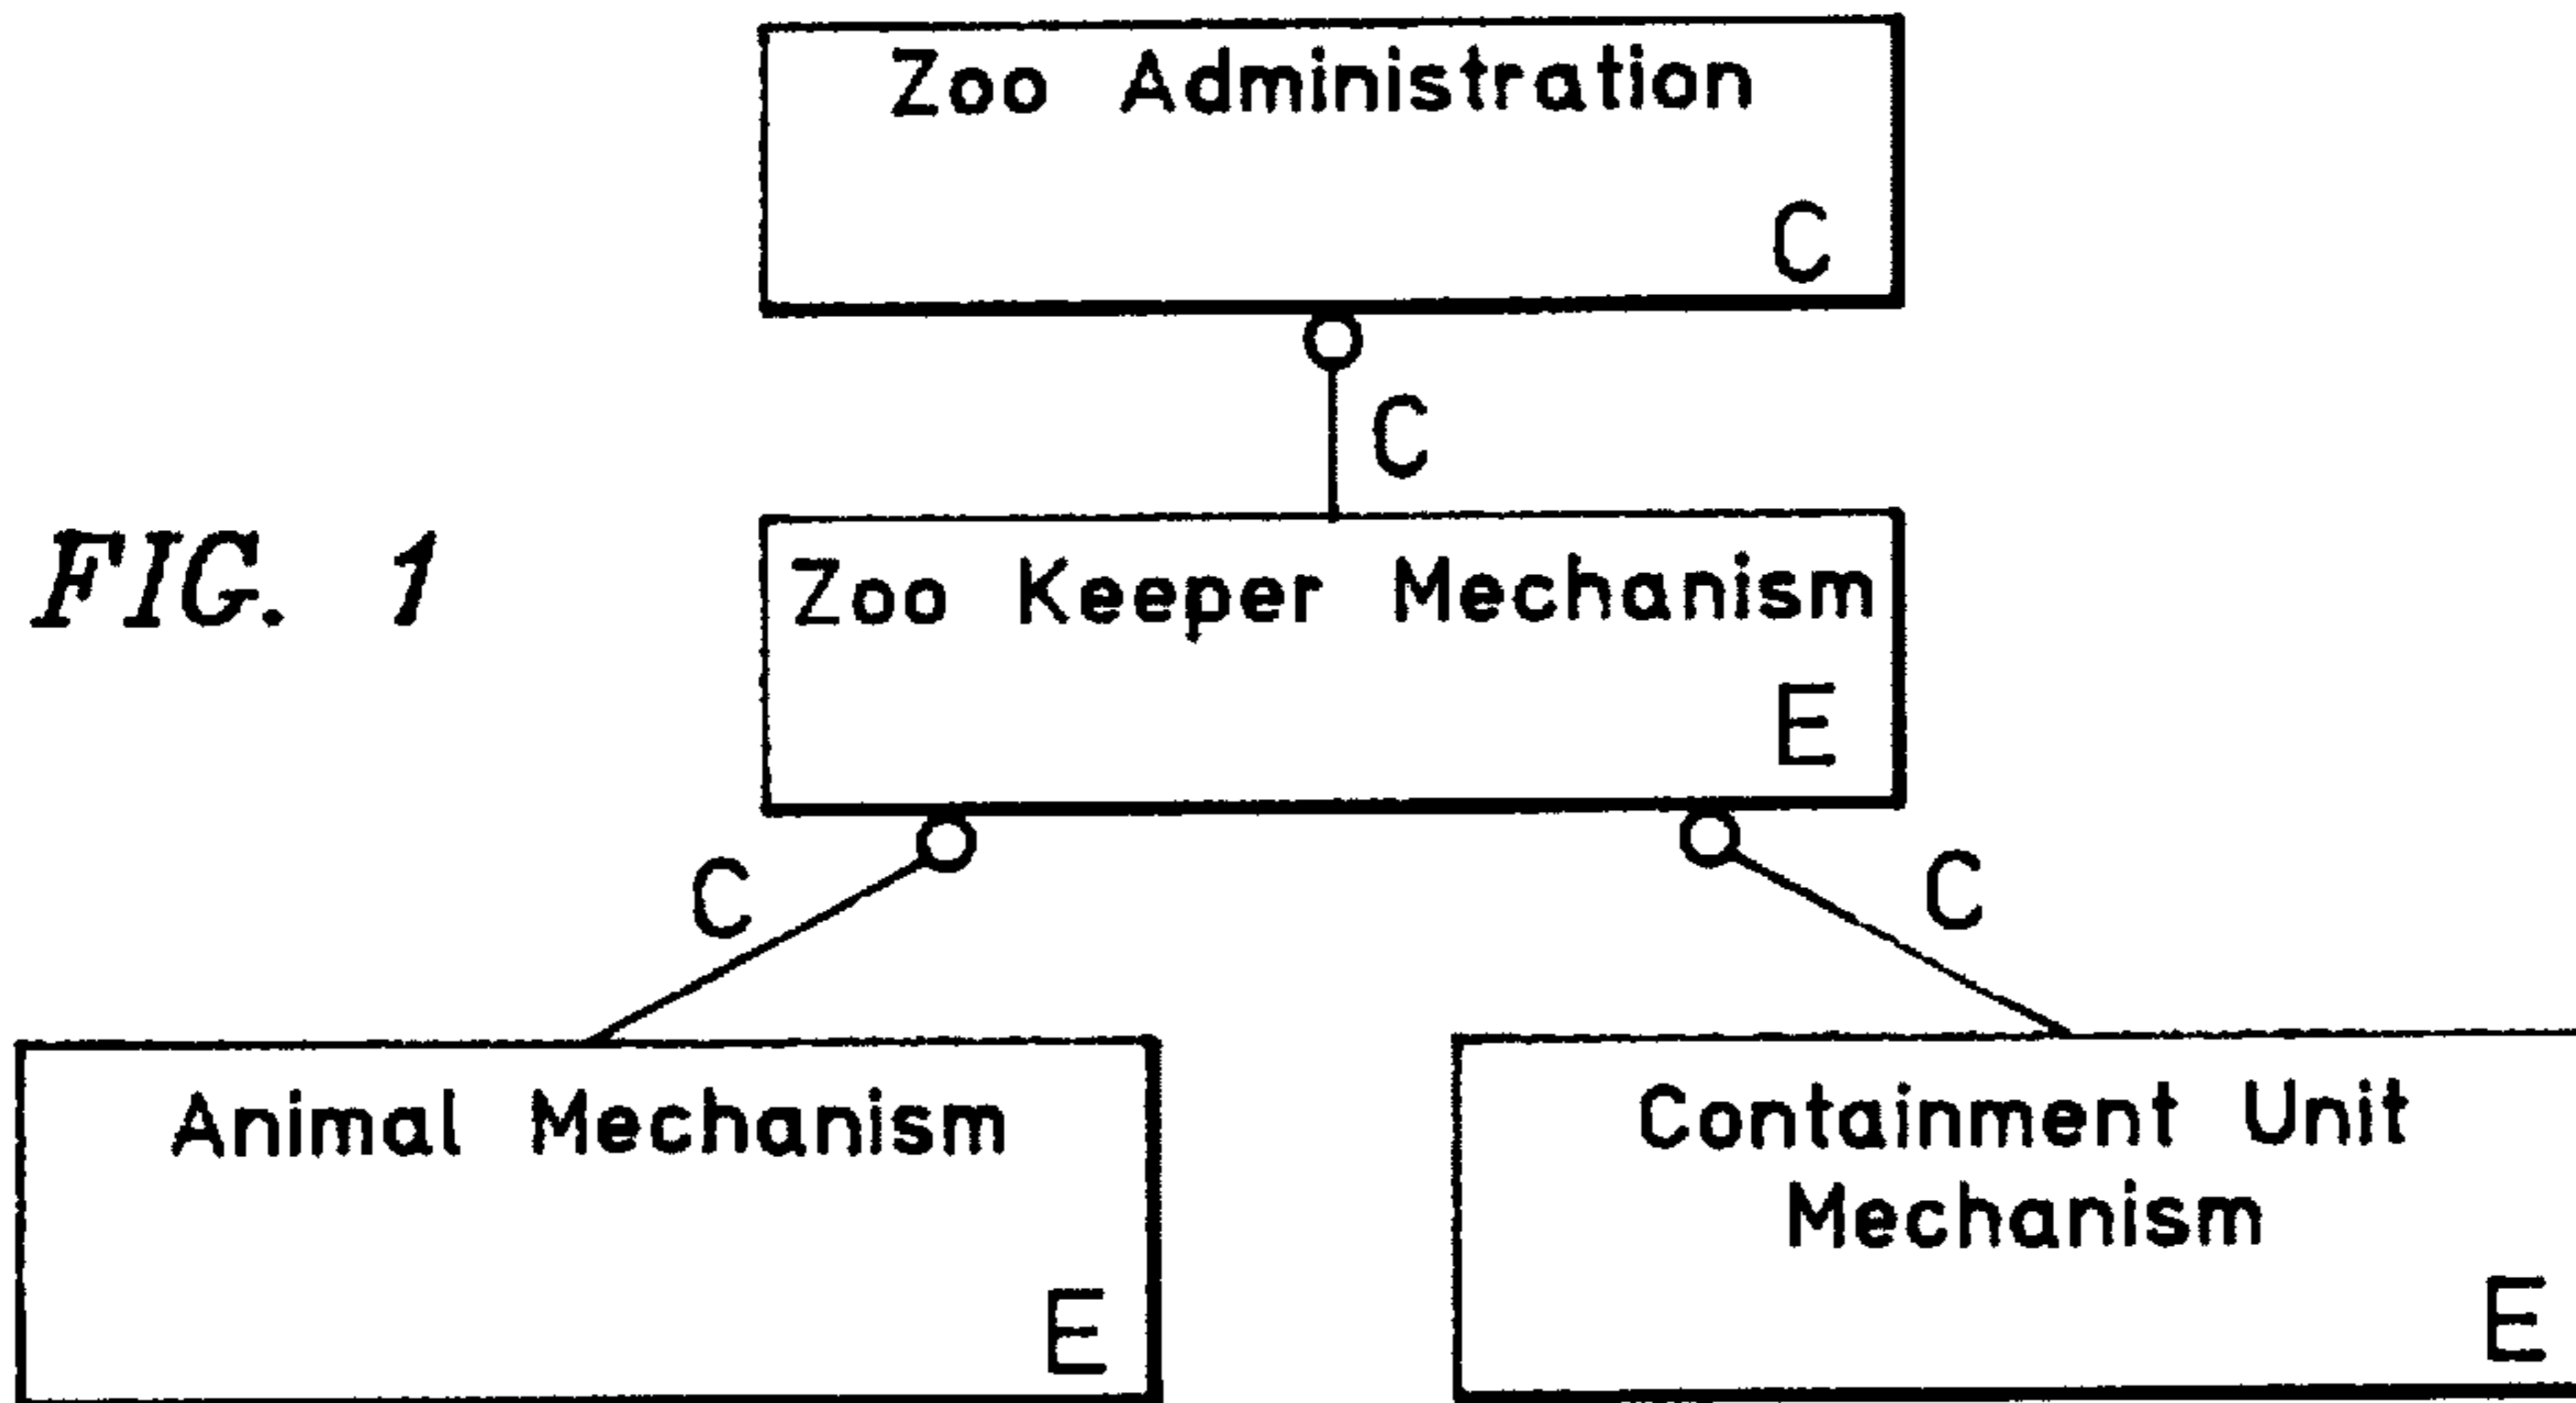 Zoo Administration
C
C
FIG. 1
Zoo Keeper Mechanism
E
C
C
Animal Mechanism
E
Containment Unit
Mechanism
E